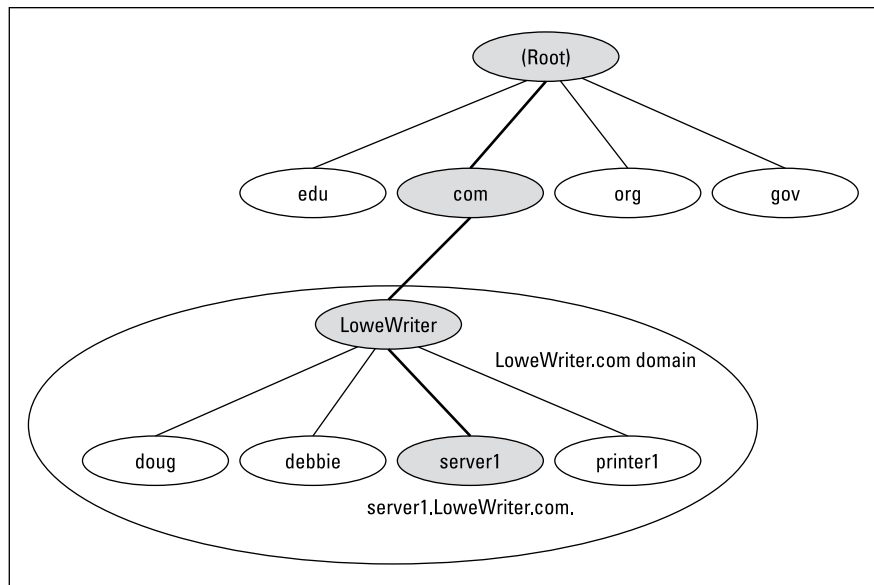 (Root)
edu
com
org
gov
LoweWriter
LoweWriter.com domain
doug
debbie
server1
printer1
server1.LoweWriter.com.